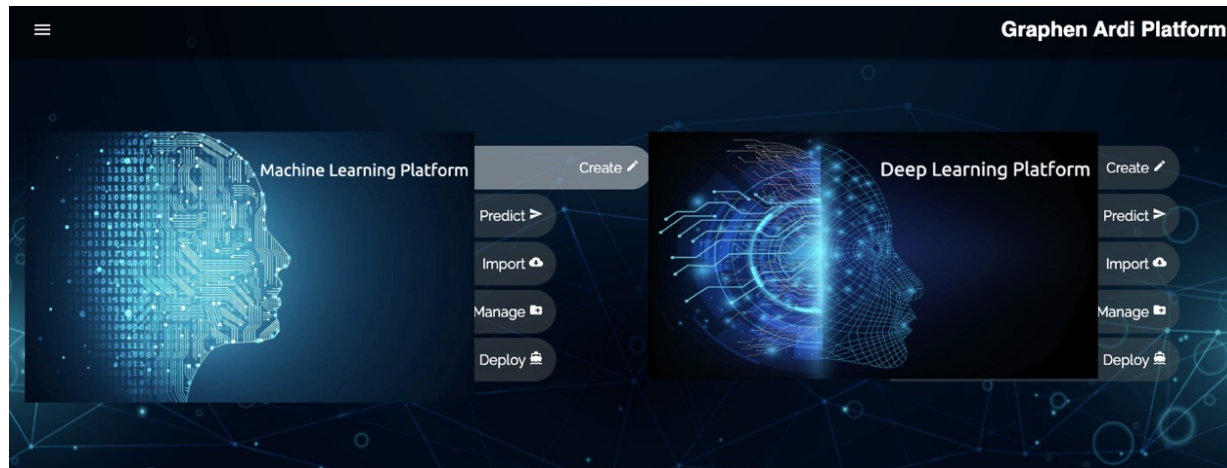 Graphen Ardi Platform
Machine Learning Platform
Create
Predict
Import
Manage
Deploy
Deep Learning Platform
Create
Predict
Import
Manage
Deploy